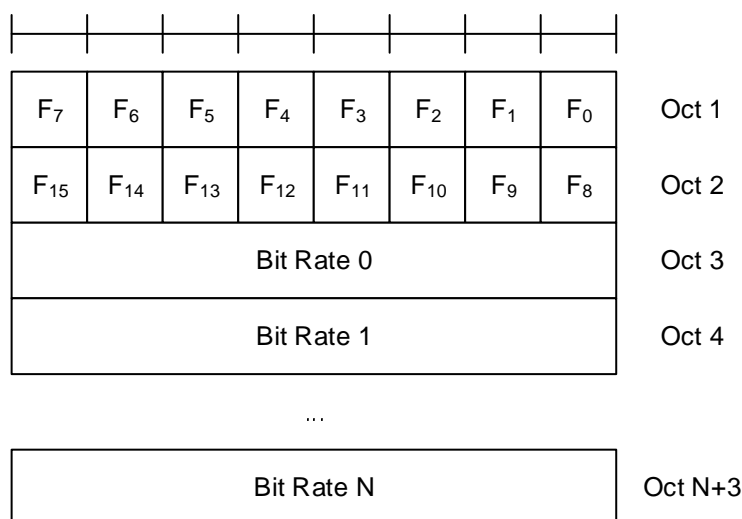 F7 F6 F5 F4 F3 F2 F1 F0 Oct 1
F15 F14 F13 F12 F11 F10 F9 F8 Oct 2
Bit Rate 0 Oct 3
Bit Rate 1 Oct 4
...
Bit Rate N Oct N+3